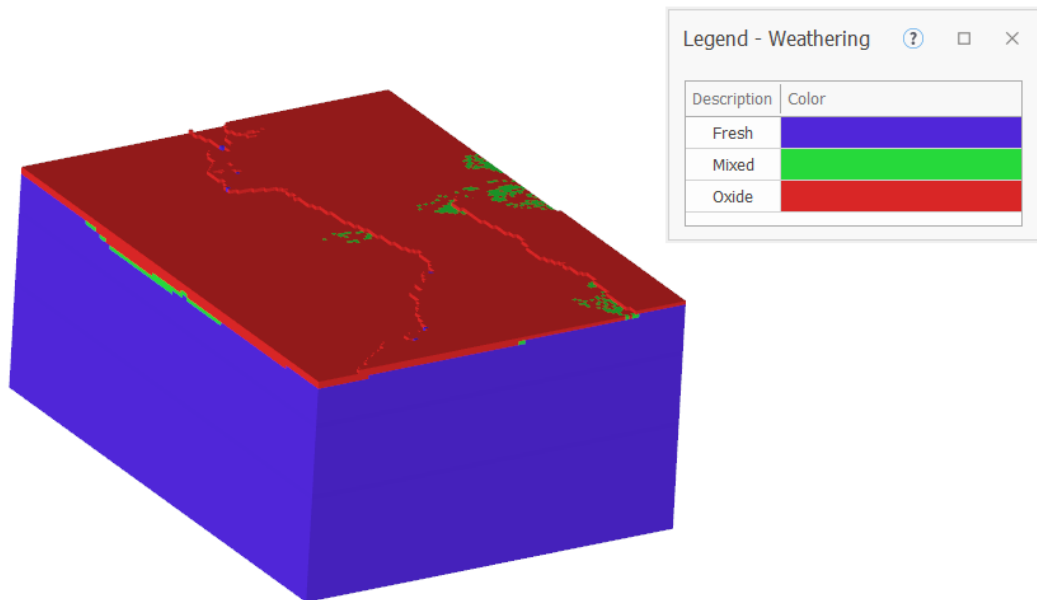 Legend - Weathering ?
Description Color
Fresh
Mixed
Oxide